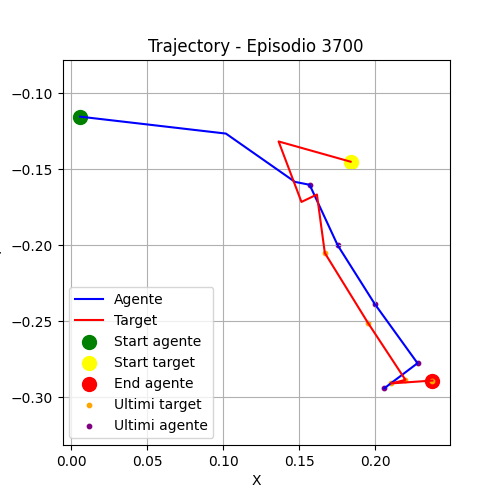 Trajectory - Episodio 3700
−0.10
−0.15
−0.20
−0.25
−0.30
Agente
Target
Start agente
Start target
End agente
Ultimi target
Ultimi agente
0.00 0.05 0.10 0.15 0.20
X